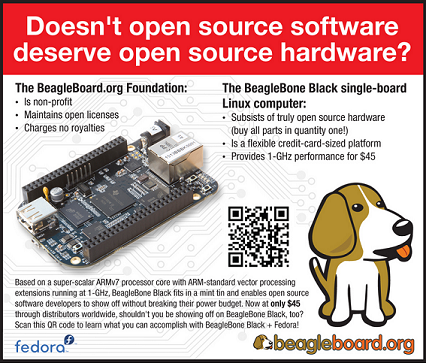 Doesn't open source software
deserve open source hardware?
The BeagleBoard.org Foundation:
• Is non-profit
• Maintains open licenses
• Charges no royalties
The BeagleBone Black single-board
Linux computer:
• Subsists of truly open source hardware
(buy all parts in quantity one!)
• Is a flexible credit-card-sized platform
• Provides 1-GHz performance for $45
Based on a super-scalar ARMv7 processor core with ARM-standard vector processing
extensions running at 1-GHz, BeagleBone Black fits in a mint tin and enables open source
software developers to show off without breaking their power budget. Now at only $45
through distributors worldwide, shouldn't you be showing off on BeagleBone Black, too?
Scan this QR code to learn what you can accomplish with BeagleBone Black + Fedora!
fedora
beagleboard.org